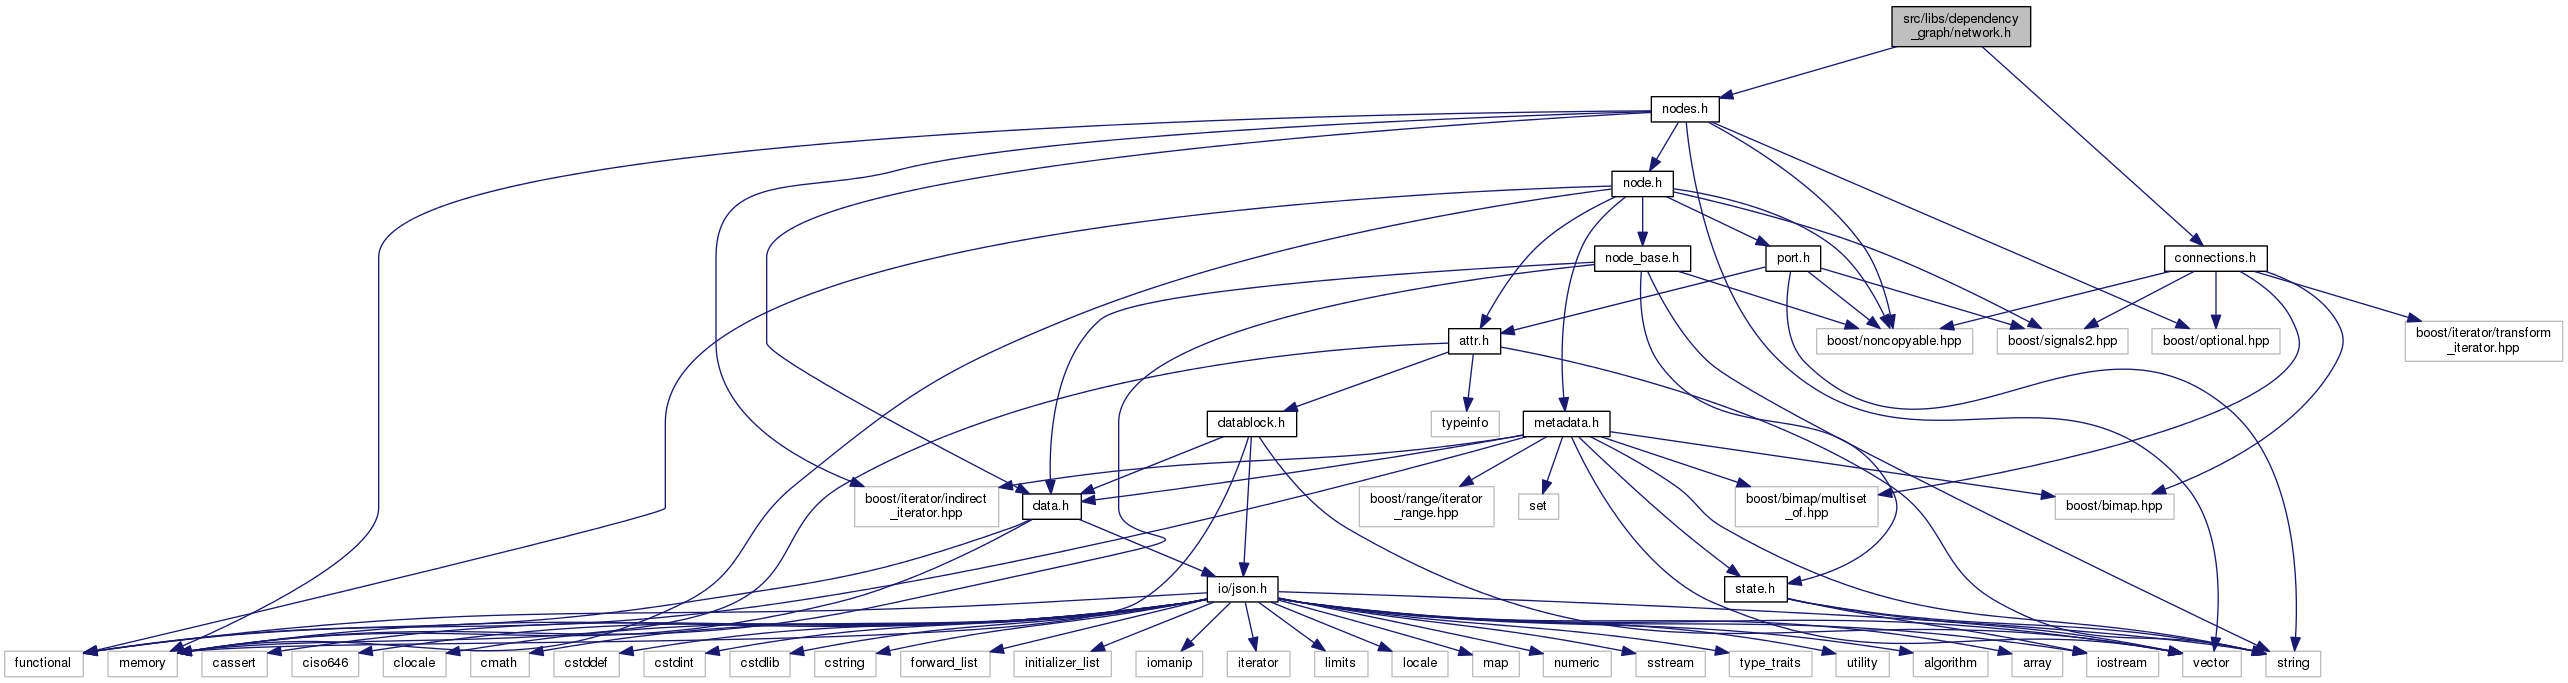 src/libs/dependency
_graph/network.h
nodes.h
node.h
node_base.h
port.h
connections.h
attr.h
boost/noncopyable.hpp
boost/signals2.hpp
boost/optional.hpp
boost/iterator/transform
_iterator.hpp
datablock.h
typeinfo
metadata.h
boost/iterator/indirect
_iterator.hpp
data.h
boost/range/iterator
_range.hpp
set
boost/bimap/multiset
_of.hpp
boost/bimap.hpp
io/json.h
state.h
functional
memory
cassert
ciso646
clocale
cmath
cstddef
cstdint
cstdlib
cstring
forward_list
initializer_list
iomanip
iterator
limits
locale
map
numeric
sstream
type_traits
utility
algorithm
array
iostream
vector
string